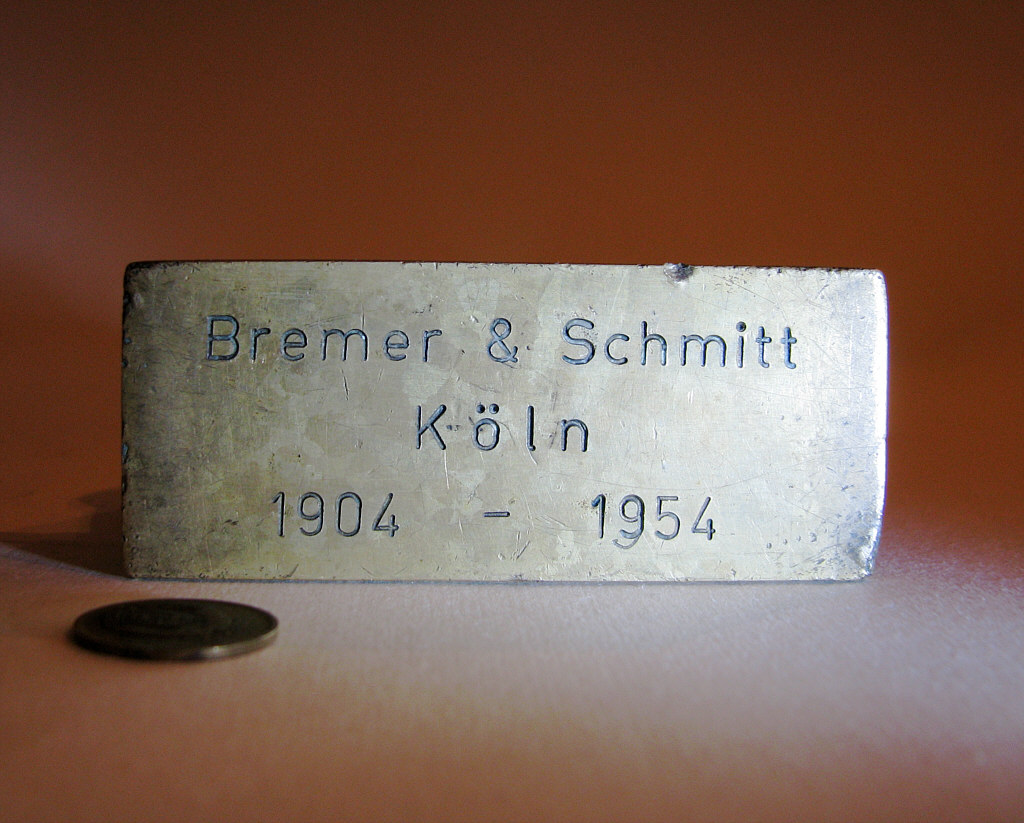 Bremer & Schmitt
Köln
1904 - 1954